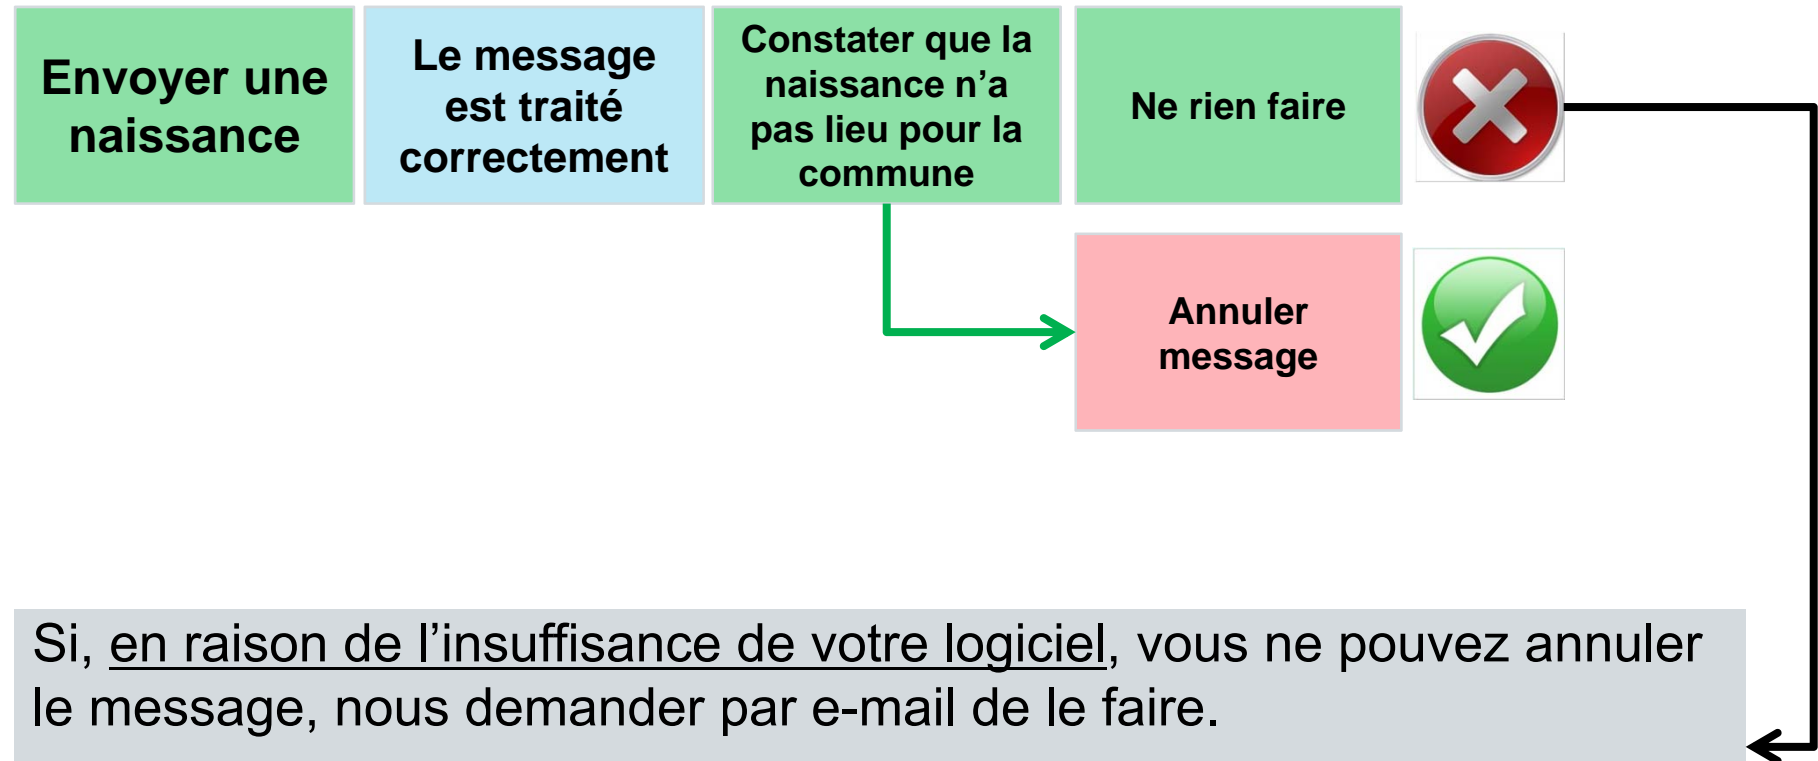 Envoyer une
naissance
Le message
est traité
correctement
Constater que la
naissance n’a
pas lieu pour la
commune
Ne rien faire
Annuler
message
Si, en raison de l’insuffisance de votre logiciel, vous ne pouvez annuler
le message, nous demander par e-mail de le faire.